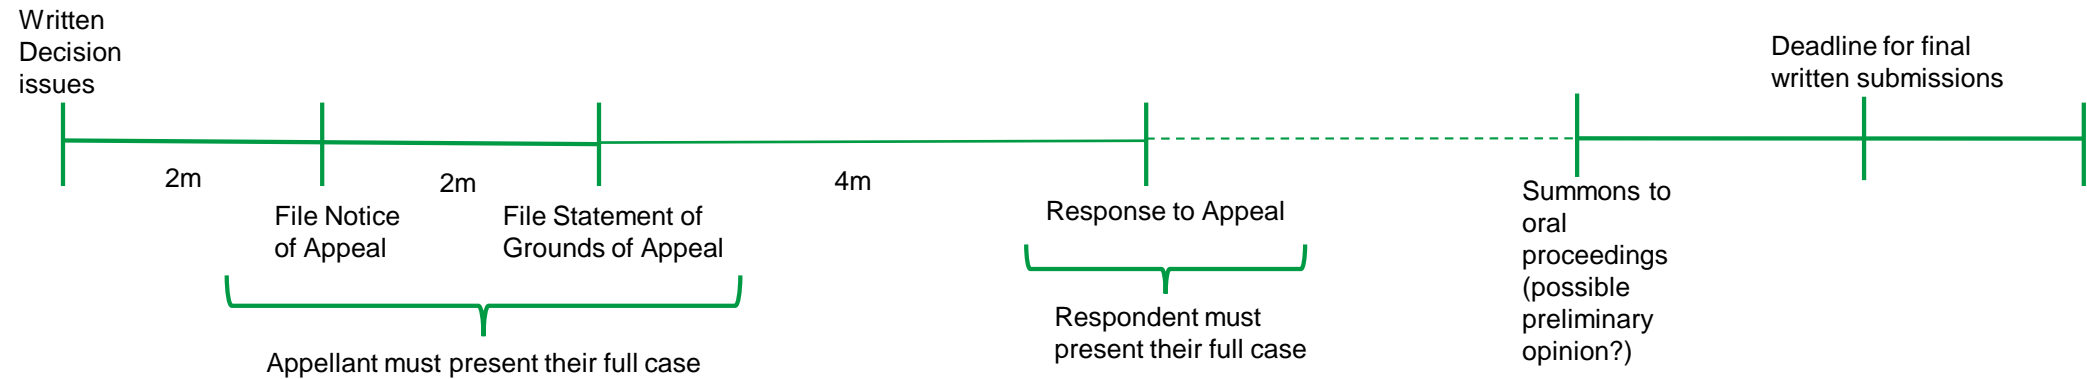 Written
Decision
issues
Deadline for final
written submissions
2m
2m
4m
File Notice
of Appeal
File Statement of
Grounds of Appeal
Response to Appeal
Summons to
oral
proceedings
(possible
preliminary
opinion?)
Appellant must present their full case
Respondent must
present their full case